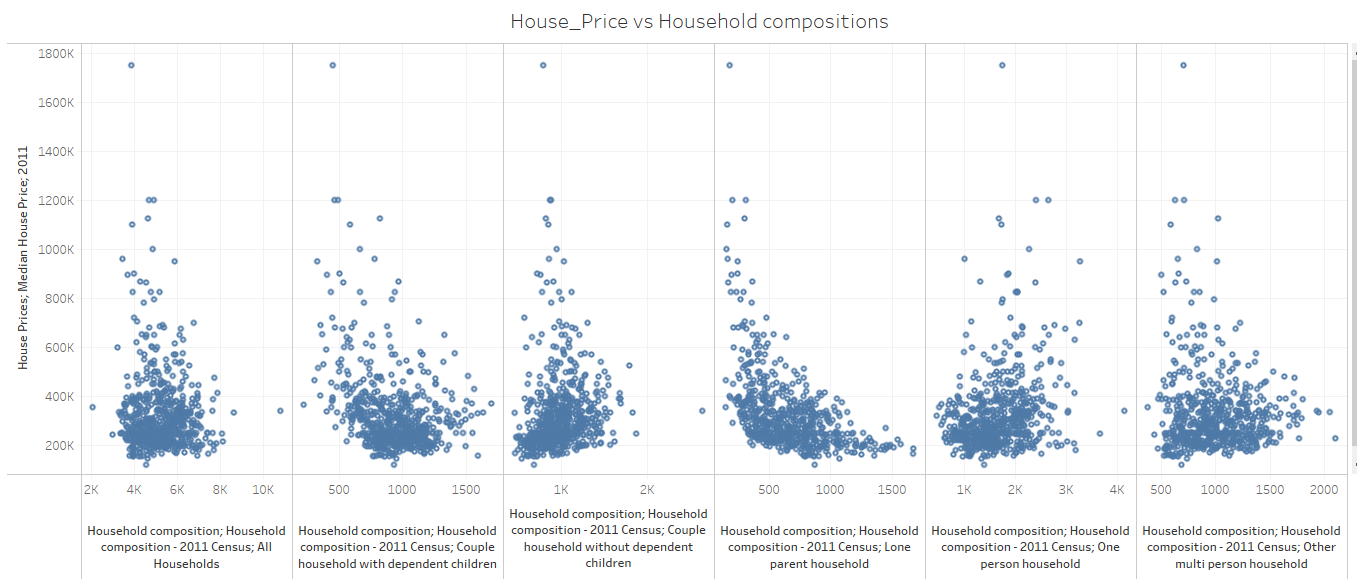 House_Price vs Household compositions
House Prices; Median House Price; 2011
1800K
1600K
1400K
1200K
1000K
800K
600K
400K
200K
2K 4K 6K 8K 10K
500 1000 1500
1K 2K
500 1000 1500
1K 2K 3K 4K
500 1000 1500 2000
Household composition; Household
composition - 2011 Census; All
Households
Household composition; Household
composition - 2011 Census; Couple
household with dependent children
Household composition; Household
composition - 2011 Census; Couple
household without dependent
children
Household composition; Household
composition - 2011 Census; Lone
parent household
Household composition; Household
composition - 2011 Census; One
person household
Household composition; Household
composition - 2011 Census; Other
multi person household